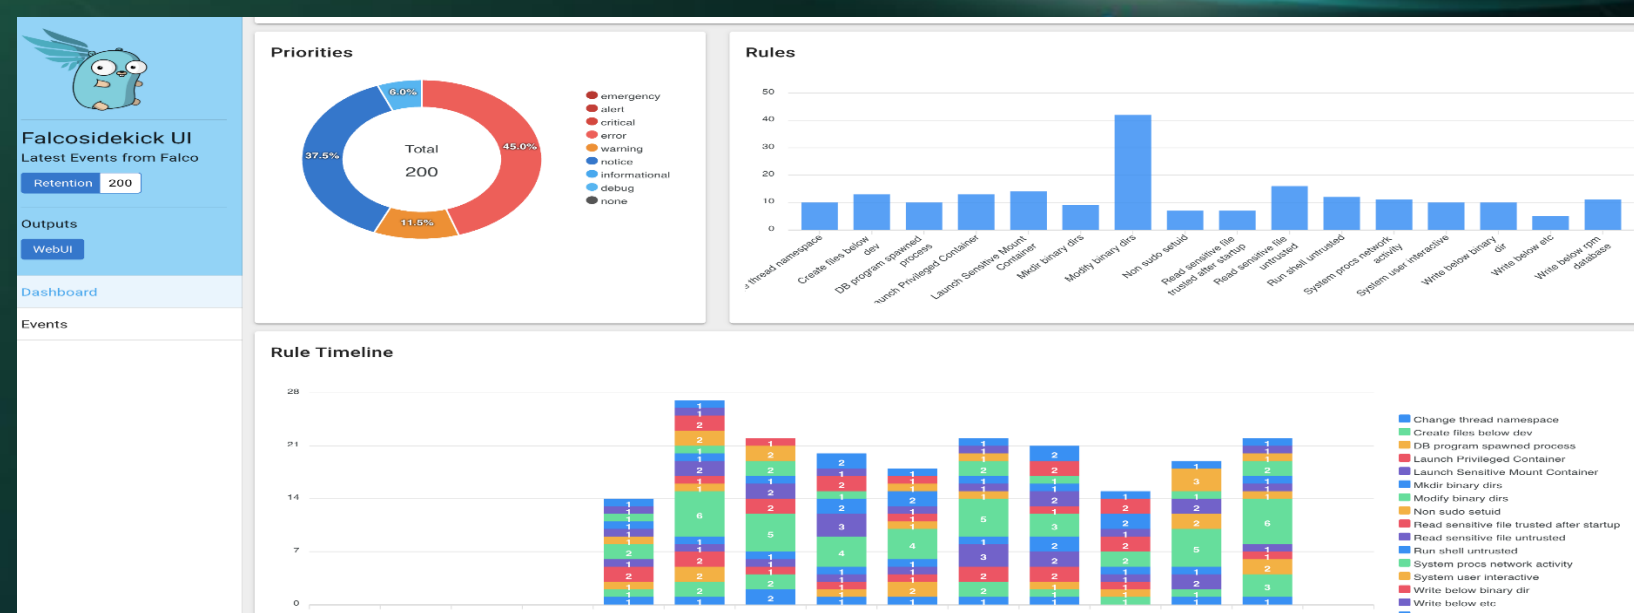 Falcosidekick UI
Latest Events from Falco
Retention 200
Outputs
WebUI
Dashboard
Events
Priorities
6.0%
45.0%
37.5%
11.5%
Total
200
emergency
alert
critical
error
warning
notice
informational
debug
none
Rules
50
40
30
20
10
0
thread namespace
Create files below
dev
DB program spawned
process
aunch Privileged Container
Launch Sensitive Mount
Container
Mkdir binary dirs
Modify binary dirs
Non sudo setuid
Read sensitive file
trusted after startup
Read sensitive file
untrusted
Run shell untrusted
System procs network
activity
System user interactive
Write below binary
dir
Write below etc
Write below rpm
database
Rule Timeline
28
21
14
7
0
Change thread namespace
Create files below dev
DB program spawned process
Launch Privileged Container
Launch Sensitive Mount Container
Mkdir binary dirs
Modify binary dirs
Non sudo setuid
Read sensitive file trusted after startup
Read sensitive file untrusted
Run shell untrusted
System procs network activity
System user interactive
Write below binary dir
Write below etc